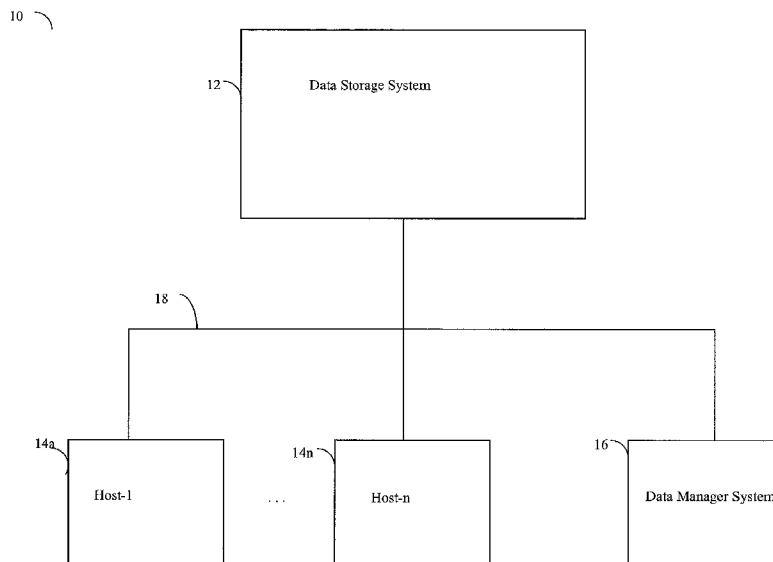 10
12
Data Storage System
18
14a
14n
16
Host-1
. . .
Host-n
Data Manager System